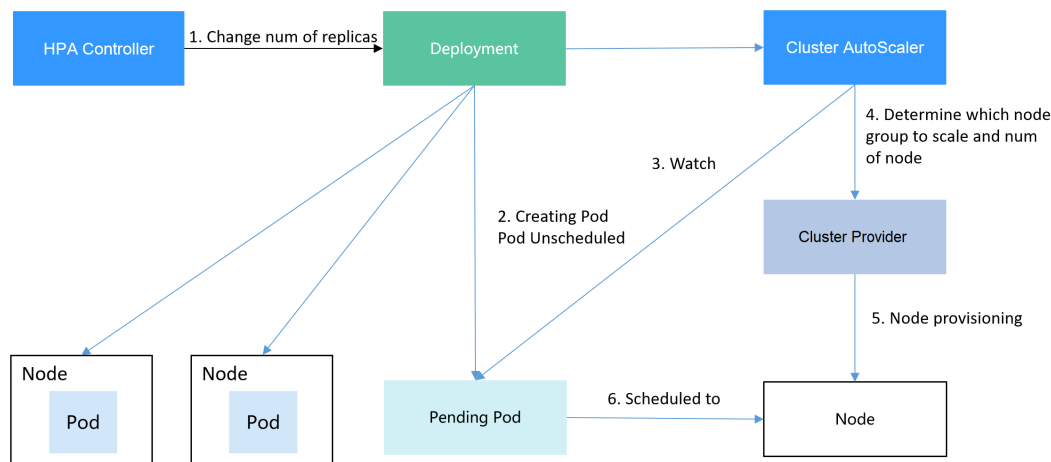 HPA Controller
1. Change num of replicas
Deployment
Cluster AutoScaler
4. Determine which node
group to scale and num
of node
3. Watch
2. Creating Pod
Pod Unscheduled
Cluster Provider
5. Node provisioning
Node
Pod
Node
Pod
Pending Pod
6. Scheduled to
Node